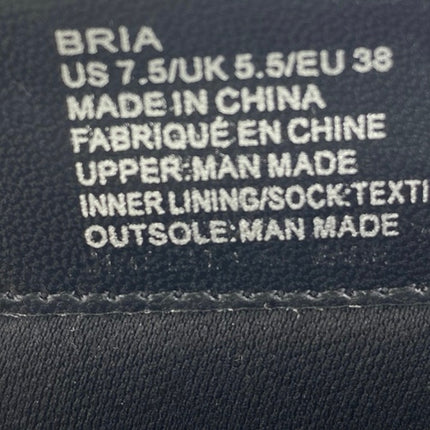 BRIA
US 7.5/UK 5.5/EU 38
MADE IN CHINA
FABRIQUÉ EN CHINE
UPPER:MAN MADE
INNER LINING/SOCK:TEXTI
OUTSOLE:MAN MADE